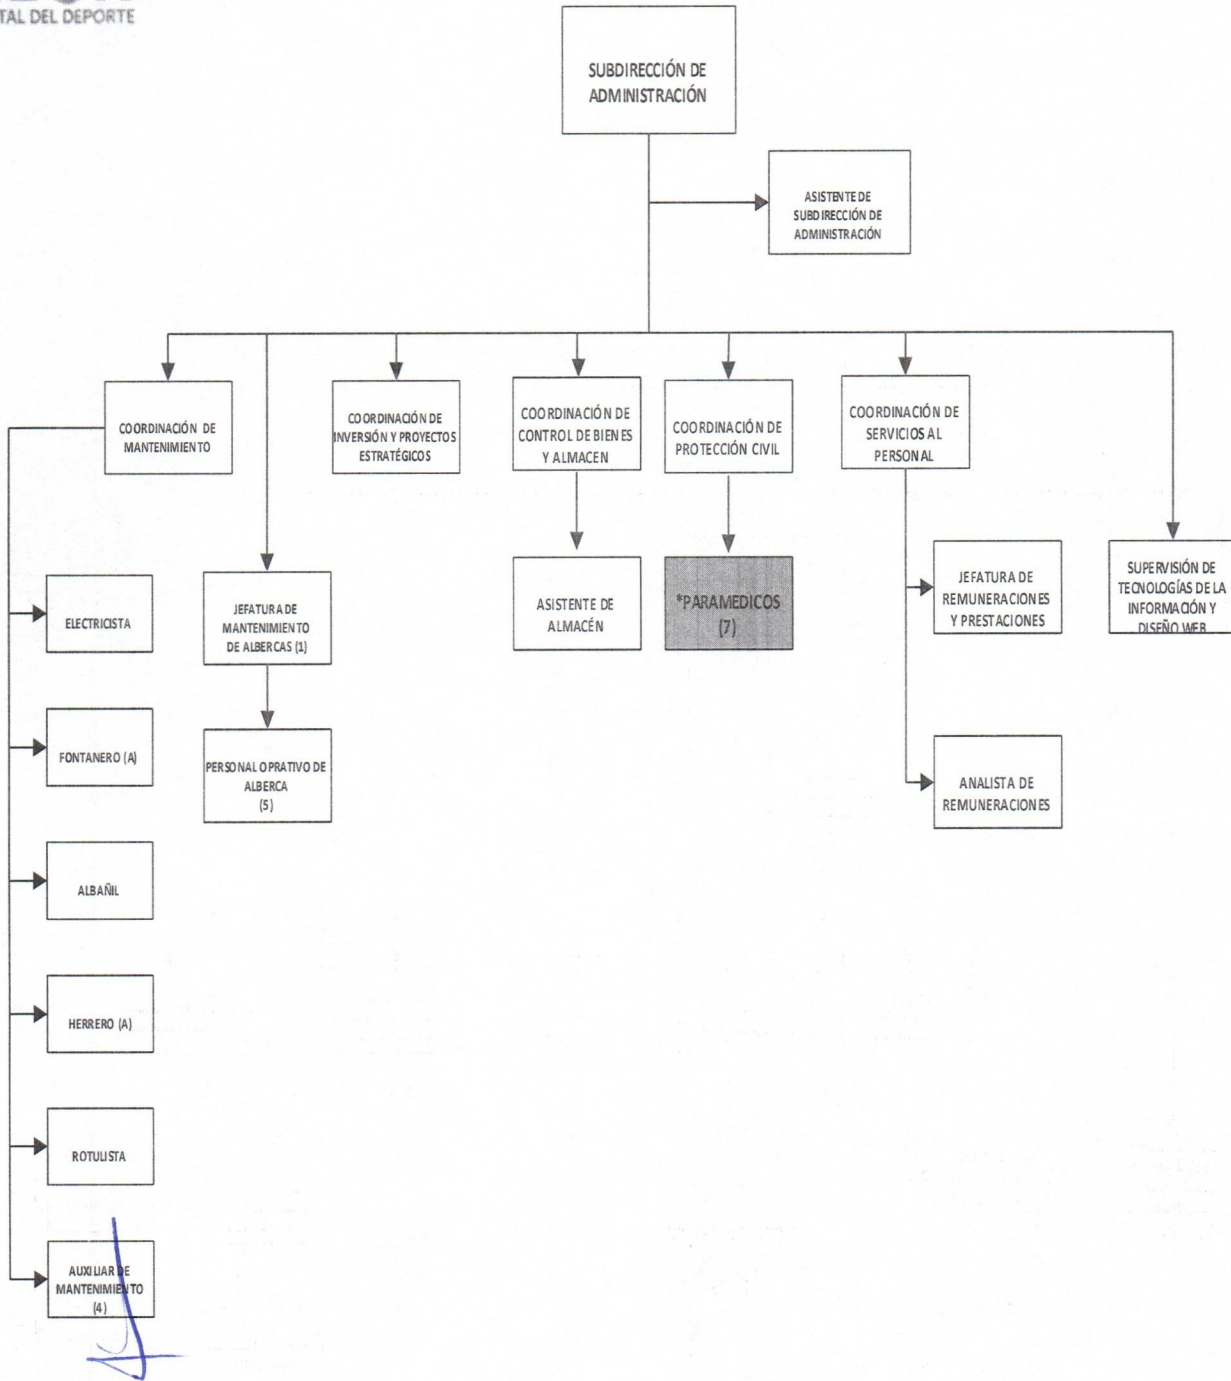 TAL DEL DEPORTE
SUBDIRECCIÓN DE
ADMINISTRACIÓN
ASISTENTE DE
SUBDIRECCIÓN DE
ADMINISTRACIÓN
COORDINACIÓN DE
MANTENIMIENTO
COORDINACIÓN DE
INVERSIÓN Y PROYECTOS
ESTRATÉGICOS
COORDINACIÓN DE
CONTROL DE BIENES
Y ALMACEN
COORDINACIÓN DE
PROTECCIÓN CIVIL
COORDINACIÓN DE
SERVICIOS AL
PERSONAL
ELECTRICISTA
JEFATURA DE
MANTENIMIENTO
DE ALBERCAS (1)
ASISTENTE DE
ALMACÉN
*PARAMEDICOS
(7)
JEFATURA DE
REMUNERACIONES
Y PRESTACIONES
SUPERVISIÓN DE
TECNOLOGÍAS DE LA
INFORMACIÓN Y
DISEÑO WEB
FONTANERO (A)
PERSONAL OPRATIVO DE
ALBERCA
(5)
ANALISTA DE
REMUNERACIONES
ALBAÑIL
HERRERO (A)
ROTULISTA
AUXILIAR DE
MANTENIMIENTO
(4)